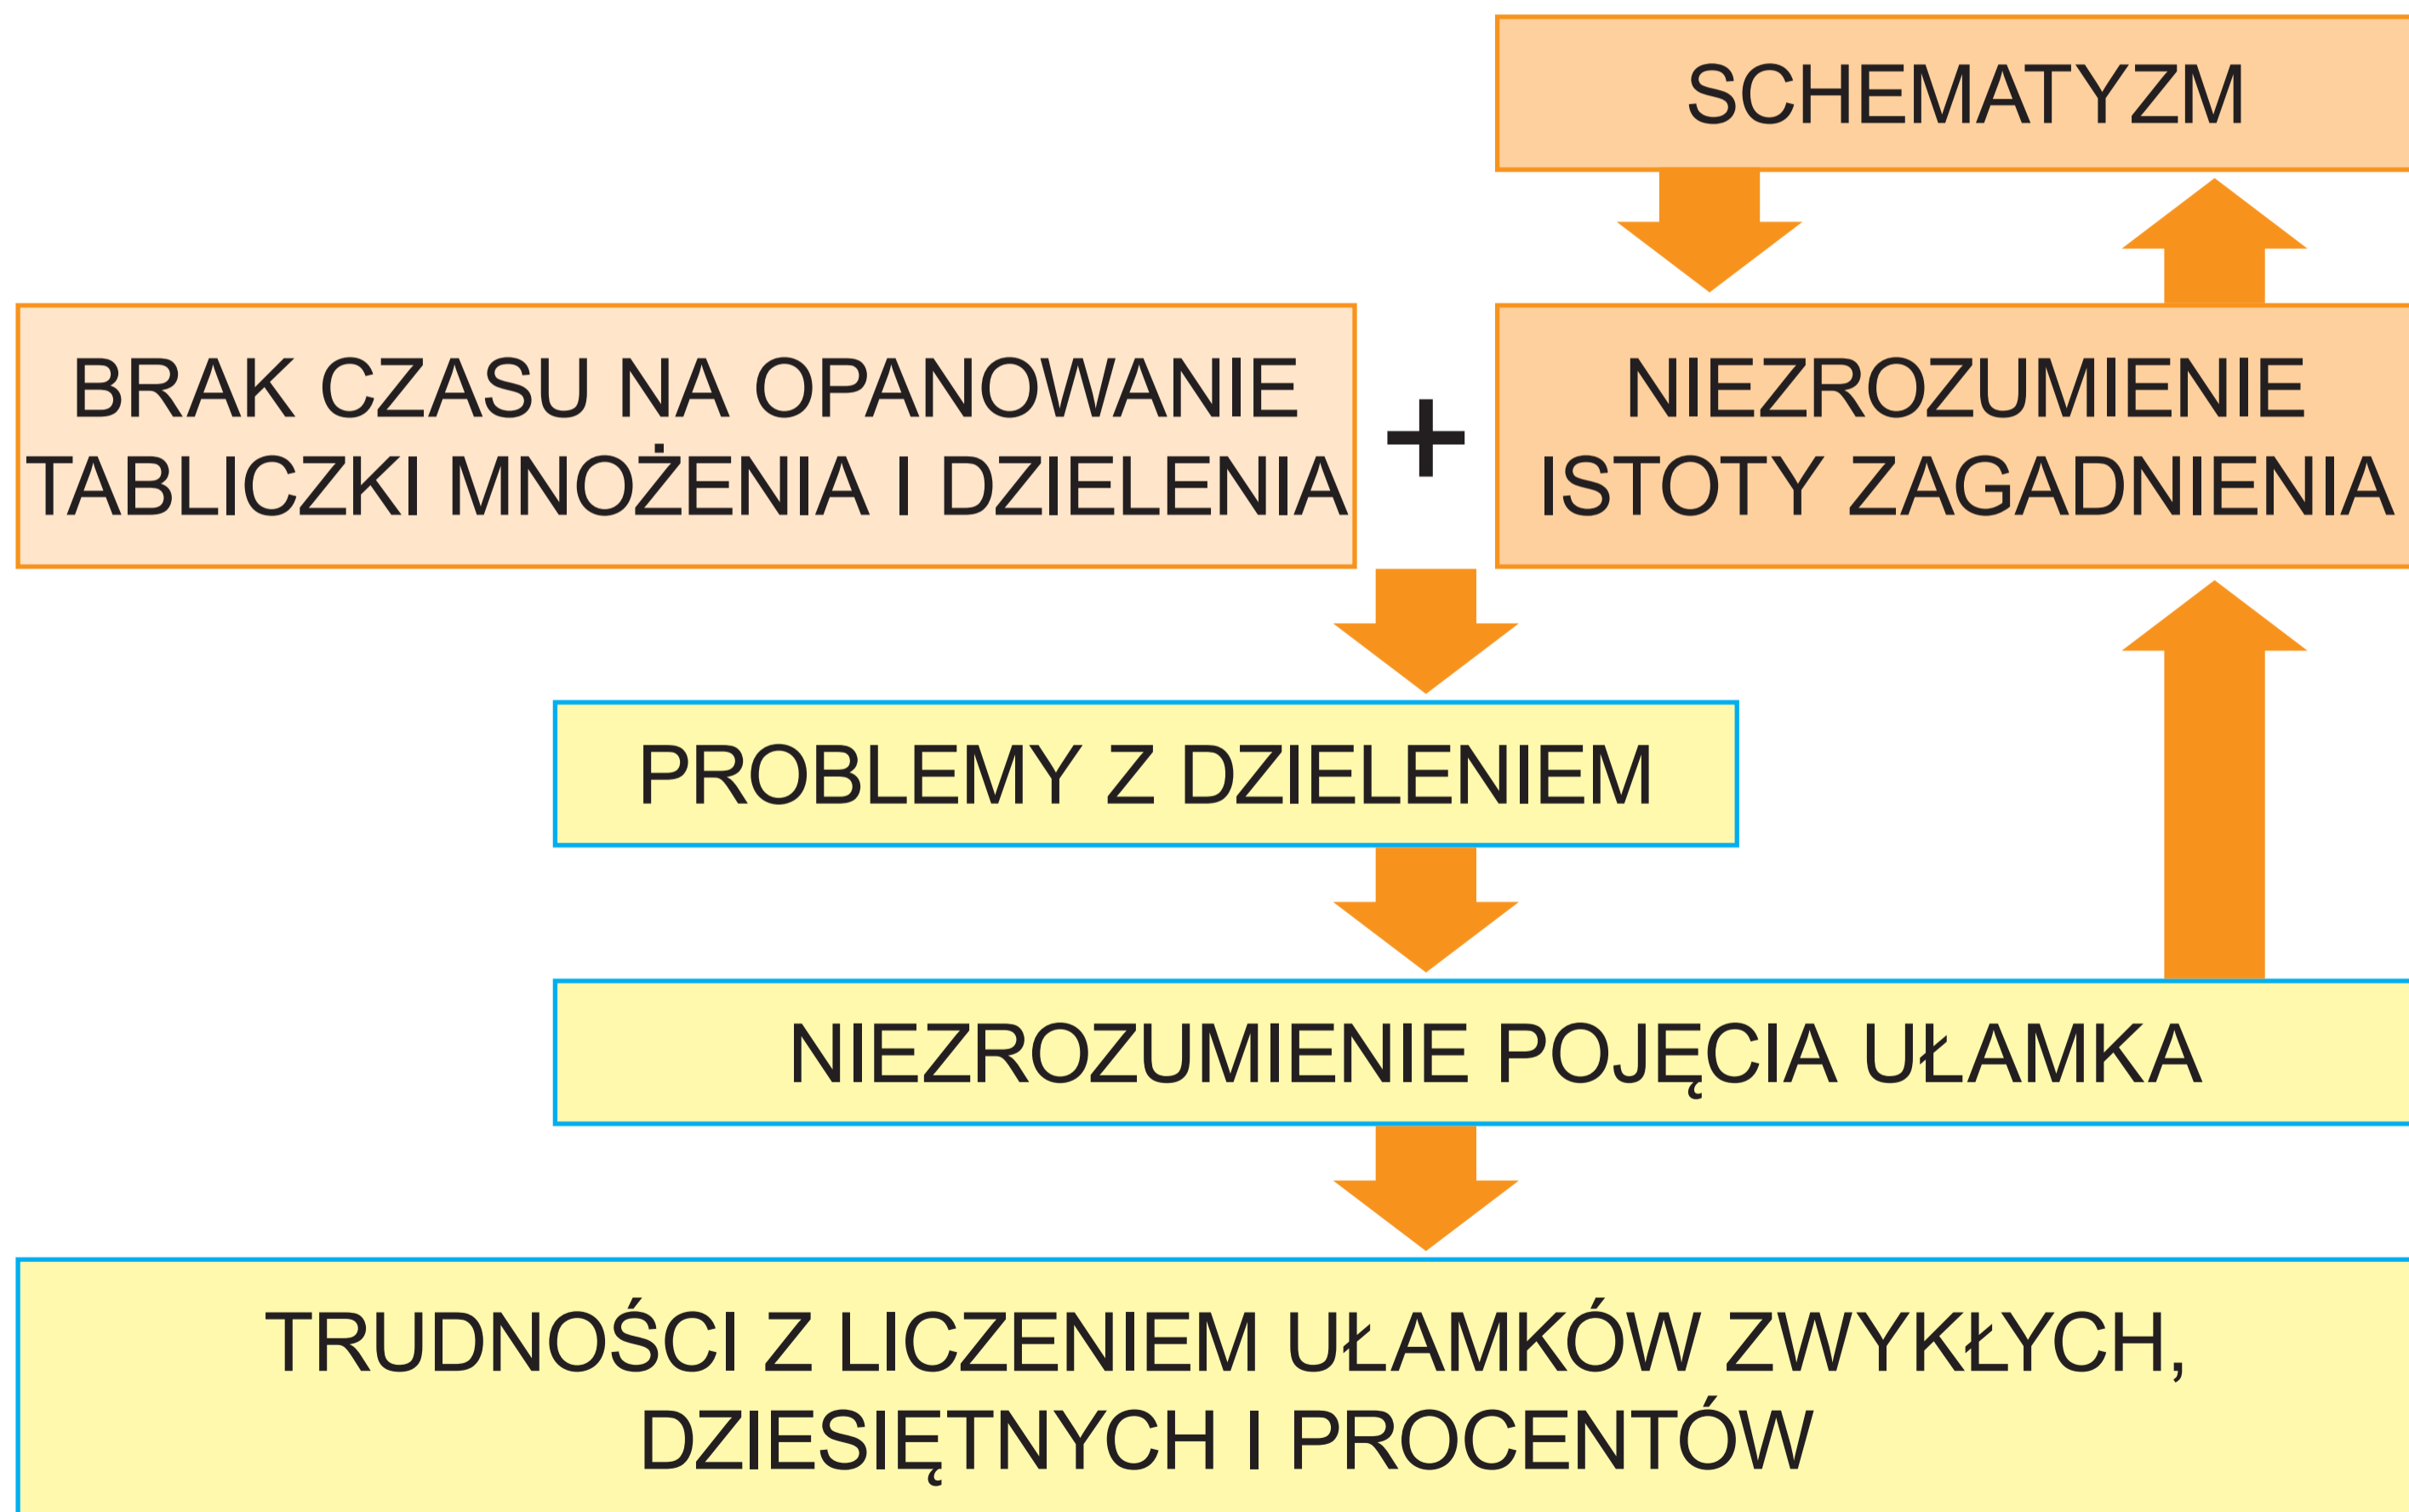 SCHEMATYZM
BRAK CZASU NA OPANOWANIE
TABLICZKI MNOŻENIA I DZIELENIA
+
NIEZROZUMIENIE
ISTOTY ZAGADNIENIA
PROBLEMY Z DZIELENIEM
NIEZROZUMIENIE POJĘCIA UŁAMKA
TRUDNOŚCI Z LICZENIEM UŁAMKÓW ZWYKŁYCH,
DZIESIĘTNYCH I PROCENTÓW